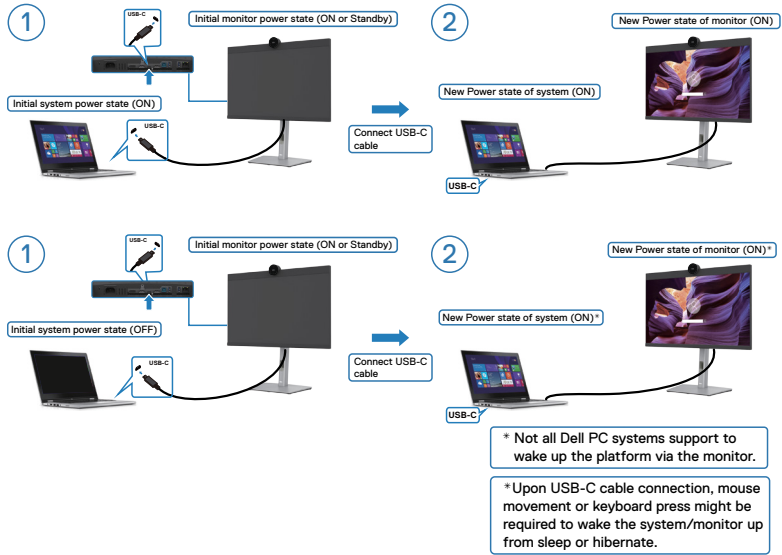 1
USB-C
Initial monitor power state (ON or Standby)
Initial system power state (ON)
USB-C
Connect USB-C
cable
2
New Power state of monitor (ON)
New Power state of system (ON)
USB-C
1
USB-C
Initial monitor power state (ON or Standby)
Initial system power state (OFF)
USB-C
Connect USB-C
cable
2
New Power state of monitor (ON)*
New Power state of system (ON)*
USB-C
* Not all Dell PC systems support to
wake up the platform via the monitor.
*Upon USB-C cable connection, mouse
movement or keyboard press might be
required to wake the system/monitor up
from sleep or hibernate.